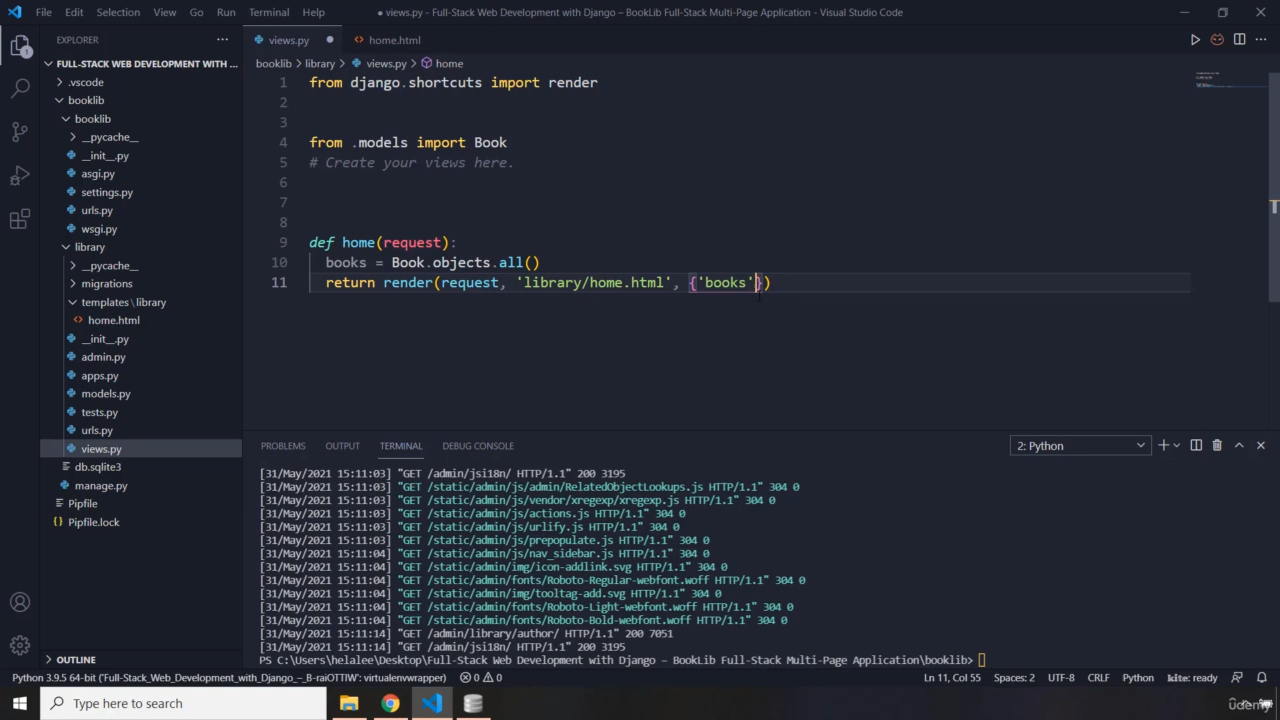 File Edit Selection View Go Run Terminal Help
● views.py - Full-Stack Web Development with Django – BookLib Full-Stack Multi-Page Application - Visual Studio Code
EXPLORER
FULL-STACK WEB DEVELOPMENT WITH ...
.vscode
booklib
booklib
__pycache__
__init__.py
asgi.py
settings.py
urls.py
wsgi.py
library
__pycache__
migrations
templates\library
home.html
__init__.py
admin.py
apps.py
models.py
tests.py
urls.py
views.py
db.sqlite3
manage.py
Pipfile
Pipfile.lock
OUTLINE
views.py ● home.html
booklib > library > views.py > home
1 from django.shortcuts import render
2
3
4 from .models import Book
5 # Create your views here.
6
7
8
9 def home(request):
10 books = Book.objects.all()
11 return render(request, 'library/home.html', {'books'})
PROBLEMS OUTPUT TERMINAL DEBUG CONSOLE
2: Python
[31/May/2021 15:11:03] "GET /admin/jsi18n/ HTTP/1.1" 200 3195
[31/May/2021 15:11:03] "GET /static/admin/js/admin/RelatedObjectLookups.js HTTP/1.1" 304 0
[31/May/2021 15:11:03] "GET /static/admin/js/vendor/xregexp/xregexp.js HTTP/1.1" 304 0
[31/May/2021 15:11:03] "GET /static/admin/js/actions.js HTTP/1.1" 304 0
[31/May/2021 15:11:03] "GET /static/admin/js/urlify.js HTTP/1.1" 304 0
[31/May/2021 15:11:03] "GET /static/admin/js/prepopulate.js HTTP/1.1" 304 0
[31/May/2021 15:11:04] "GET /static/admin/js/nav_sidebar.js HTTP/1.1" 304 0
[31/May/2021 15:11:04] "GET /static/admin/img/icon-addlink.svg HTTP/1.1" 304 0
[31/May/2021 15:11:04] "GET /static/admin/fonts/Roboto-Regular-webfont.woff HTTP/1.1" 304 0
[31/May/2021 15:11:04] "GET /static/admin/img/tooltag-add.svg HTTP/1.1" 304 0
[31/May/2021 15:11:04] "GET /static/admin/fonts/Roboto-Light-webfont.woff HTTP/1.1" 304 0
[31/May/2021 15:11:04] "GET /static/admin/fonts/Roboto-Bold-webfont.woff HTTP/1.1" 304 0
[31/May/2021 15:11:14] "GET /admin/library/author/ HTTP/1.1" 200 7051
[31/May/2021 15:11:14] "GET /admin/jsi18n/ HTTP/1.1" 200 3195
PS C:\Users\helalee\Desktop\Full-Stack Web Development with Django – BookLib Full-Stack Multi-Page Application\booklib>
Python 3.9.5 64-bit ('Full-Stack_Web_Development_with_Django_–_B-raiOTTIW': virtualenvwrapper) 0 0 Ln 11, Col 55 Spaces: 2 UTF-8 CRLF Python kite: ready
Type here to search
Udemy